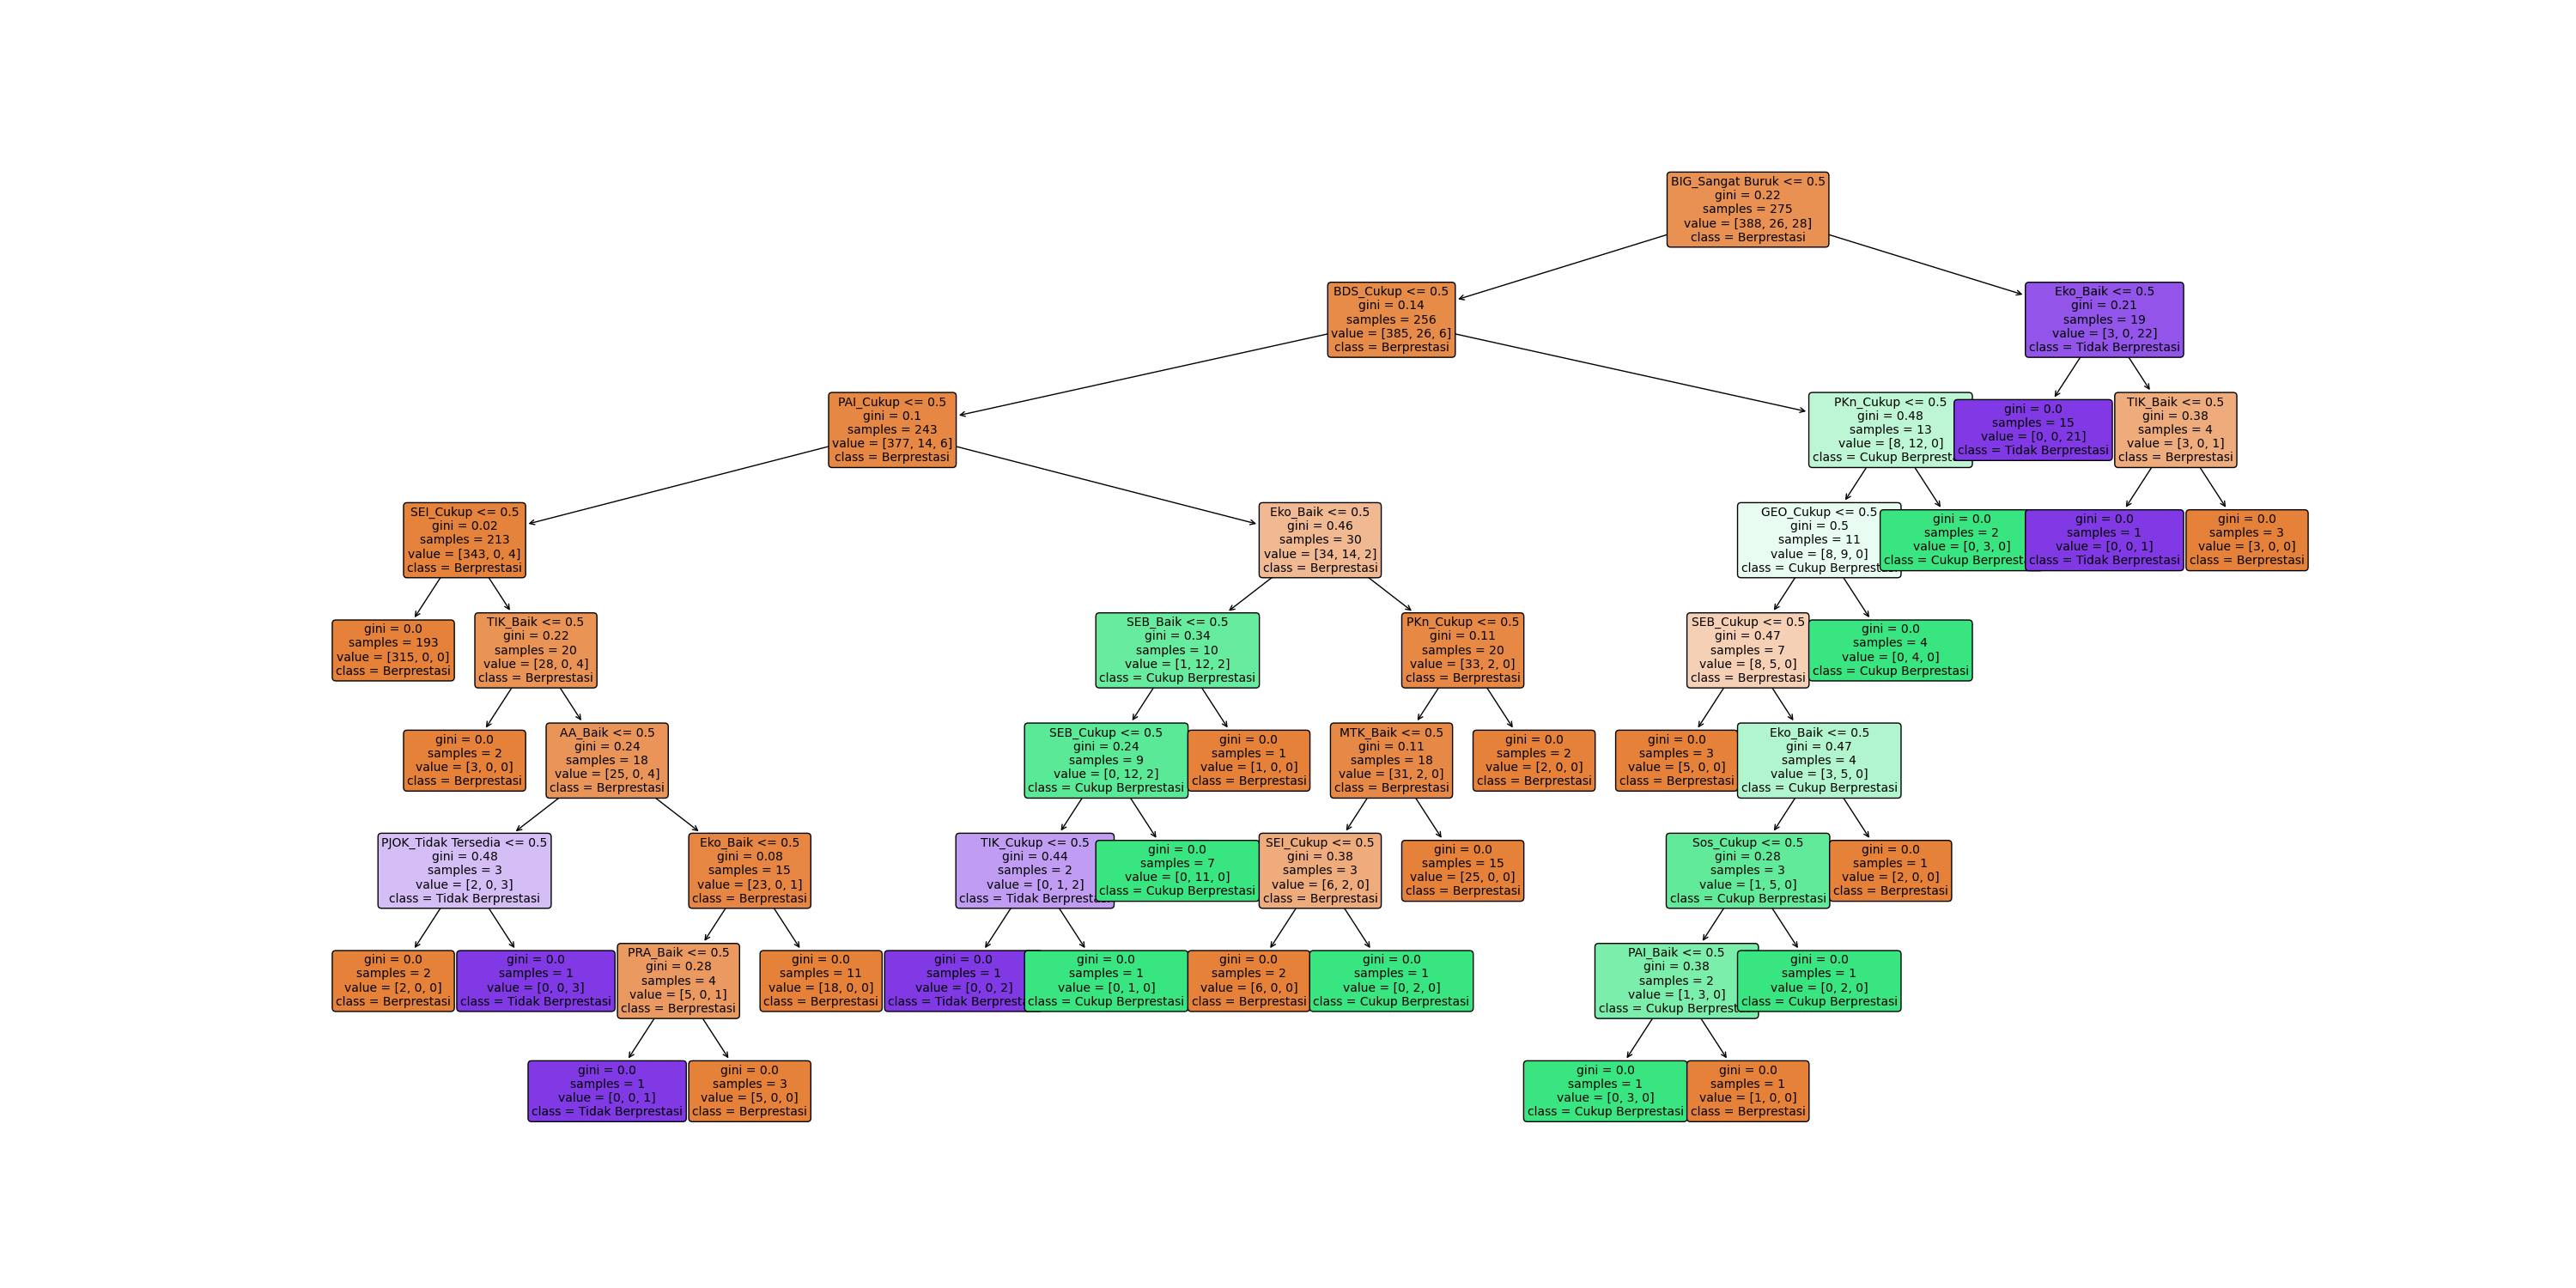 BIG_Sangat Buruk <= 0.5
gini = 0.22
samples = 275
value = [388, 26, 28]
class = Berprestasi
BDS_Cukup <= 0.5
gini = 0.14
samples = 256
value = [385, 26, 6]
class = Berprestasi
Eko_Baik <= 0.5
gini = 0.21
samples = 19
value = [3, 0, 22]
class = Tidak Berprestasi
PAI_Cukup <= 0.5
gini = 0.1
samples = 243
value = [377, 14, 6]
class = Berprestasi
PKn_Cukup <= 0.5
gini = 0.48
samples = 13
value = [8, 12, 0]
class = Cukup Berpresta
gini = 0.0
samples = 15
value = [0, 0, 21]
class = Tidak Berprestasi
TIK_Baik <= 0.5
gini = 0.38
samples = 4
value = [3, 0, 1]
class = Berprestasi
SEI_Cukup <= 0.5
gini = 0.02
samples = 213
value = [343, 0, 4]
class = Berprestasi
Eko_Baik <= 0.5
gini = 0.46
samples = 30
value = [34, 14, 2]
class = Berprestasi
GEO_Cukup <= 0.5
gini = 0.5
samples = 11
value = [8, 9, 0]
class = Cukup Berprestasi
gini = 0.0
samples = 2
value = [0, 3, 0]
class = Cukup Berprestasi
gini = 0.0
samples = 1
value = [0, 0, 1]
class = Tidak Berprestasi
gini = 0.0
samples = 3
value = [3, 0, 0]
class = Berprestasi
gini = 0.0
samples = 193
value = [315, 0, 0]
class = Berprestasi
TIK_Baik <= 0.5
gini = 0.22
samples = 20
value = [28, 0, 4]
class = Berprestasi
SEB_Baik <= 0.5
gini = 0.34
samples = 10
value = [1, 12, 2]
class = Cukup Berprestasi
PKn_Cukup <= 0.5
gini = 0.11
samples = 20
value = [33, 2, 0]
class = Berprestasi
SEB_Cukup <= 0.5
gini = 0.47
samples = 7
value = [8, 5, 0]
class = Berprestasi
gini = 0.0
samples = 4
value = [0, 4, 0]
class = Cukup Berprestasi
gini = 0.0
samples = 2
value = [3, 0, 0]
class = Berprestasi
AA_Baik <= 0.5
gini = 0.24
samples = 18
value = [25, 0, 4]
class = Berprestasi
SEB_Cukup <= 0.5
gini = 0.24
samples = 9
value = [0, 12, 2]
class = Cukup Berprestasi
gini = 0.0
samples = 1
value = [1, 0, 0]
class = Berprestasi
MTK_Baik <= 0.5
gini = 0.11
samples = 18
value = [31, 2, 0]
class = Berprestasi
gini = 0.0
samples = 2
value = [2, 0, 0]
class = Berprestasi
gini = 0.0
samples = 3
value = [5, 0, 0]
class = Berprestasi
Eko_Baik <= 0.5
gini = 0.47
samples = 4
value = [3, 5, 0]
class = Cukup Berprestasi
PJOK_Tidak Tersedia <= 0.5
gini = 0.48
samples = 3
value = [2, 0, 3]
class = Tidak Berprestasi
Eko_Baik <= 0.5
gini = 0.08
samples = 15
value = [23, 0, 1]
class = Berprestasi
TIK_Cukup <= 0.5
gini = 0.44
samples = 2
value = [0, 1, 2]
class = Tidak Berpresta
gini = 0.0
samples = 7
value = [0, 11, 0]
class = Cukup Berprestasi
SEI_Cukup <= 0.5
gini = 0.38
samples = 3
value = [6, 2, 0]
class = Berprestasi
gini = 0.0
samples = 15
value = [25, 0, 0]
class = Berprestasi
Sos_Cukup <= 0.5
gini = 0.28
samples = 3
value = [1, 5, 0]
class = Cukup Berprestasi
gini = 0.0
samples = 1
value = [2, 0, 0]
class = Berprestasi
gini = 0.0
samples = 2
value = [2, 0, 0]
class = Berprestasi
gini = 0.0
samples = 1
value = [0, 0, 3]
class = Tidak Berprestasi
PRA_Baik <= 0.5
gini = 0.28
samples = 4
value = [5, 0, 1]
class = Berprestasi
gini = 0.0
samples = 11
value = [18, 0, 0]
class = Berprestasi
gini = 0.0
samples = 1
value = [0, 0, 2]
class = Tidak Berpresta
gini = 0.0
samples = 1
value = [0, 1, 0]
class = Cukup Berprestasi
gini = 0.0
samples = 2
value = [6, 0, 0]
class = Berprestasi
gini = 0.0
samples = 1
value = [0, 2, 0]
class = Cukup Berprestasi
PAI_Baik <= 0.5
gini = 0.38
samples = 2
value = [1, 3, 0]
class = Cukup Berprest
gini = 0.0
samples = 1
value = [0, 2, 0]
class = Cukup Berprestasi
gini = 0.0
samples = 1
value = [0, 0, 1]
class = Tidak Berprestasi
gini = 0.0
samples = 3
value = [5, 0, 0]
class = Berprestasi
gini = 0.0
samples = 1
value = [0, 3, 0]
class = Cukup Berprestasi
gini = 0.0
samples = 1
value = [1, 0, 0]
class = Berprestasi